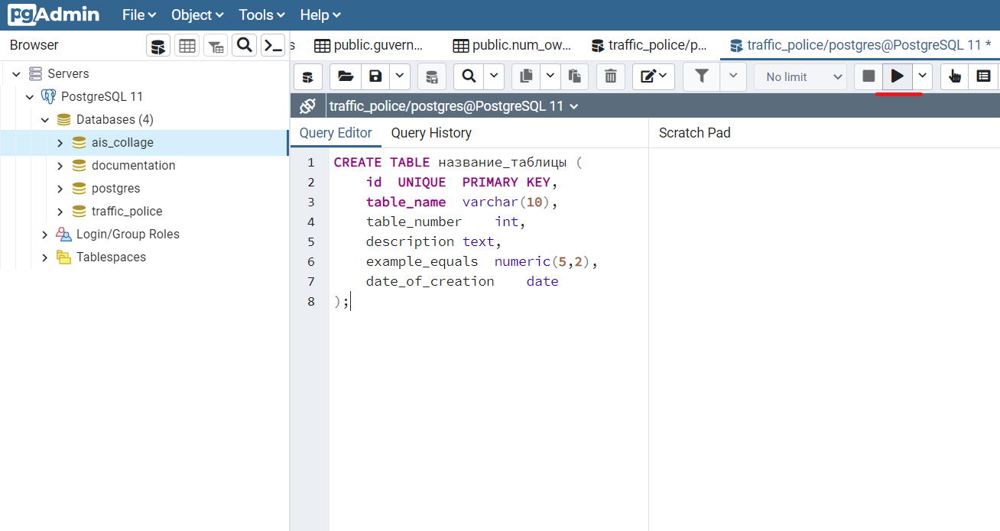 pgAdmin File Object Tools Help
Browser
s public.guvern... public.num_ow... traffic_police/p... traffic_police/postgres@PostgreSQL 11 *
No limit
Servers
PostgreSQL 11
Databases (4)
ais_collage
documentation
postgres
traffic_police
Login/Group Roles
Tablespaces
traffic_police/postgres@PostgreSQL 11
Query Editor Query History Scratch Pad
1 CREATE TABLE название_таблицы (
2 id UNIQUE PRIMARY KEY,
3 table_name varchar(10),
4 table_number int,
5 description text,
6 example_equals numeric(5,2),
7 date_of_creation date
8 );